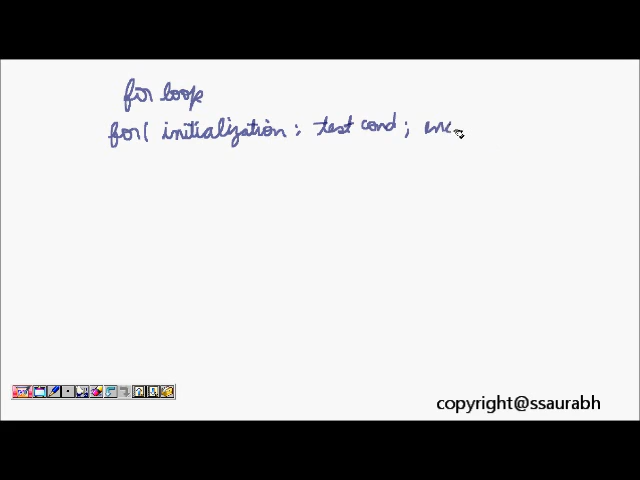 for loop
for( initialization; test cond; inc
copyright@ssaurabh